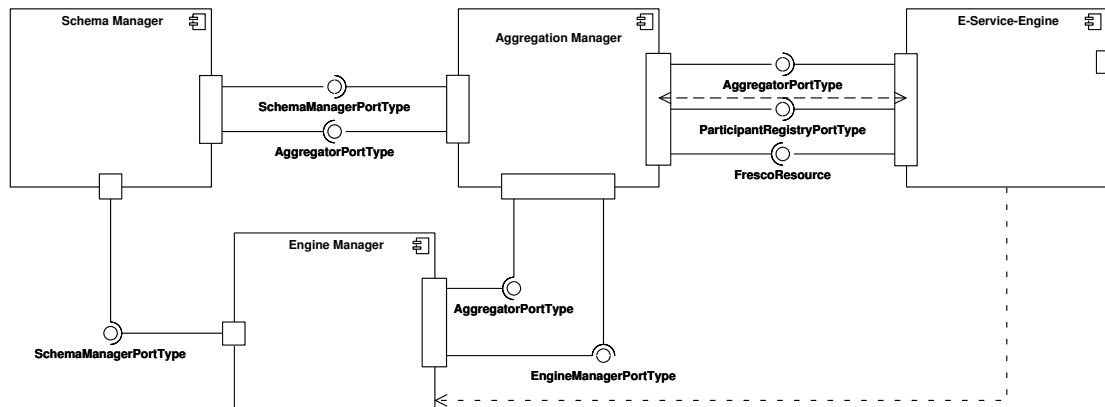 Schema Manager
Aggregation Manager
E-Service-Engine
SchemaManagerPortType
AggregatorPortType
AggregatorPortType
ParticipantRegistryPortType
FrescoResource
Engine Manager
AggregatorPortType
SchemaManagerPortType
EngineManagerPortType